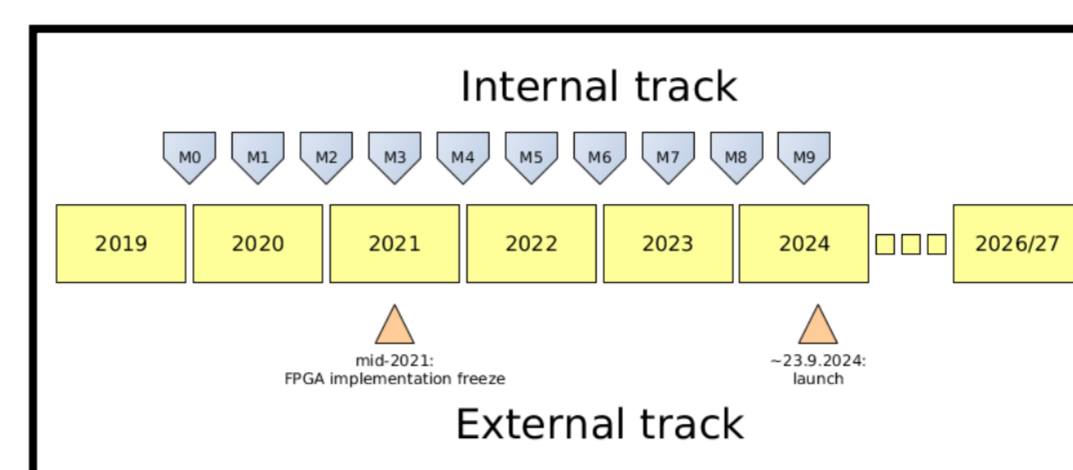 Internal track
M0 M1 M2 M3 M4 M5 M6 M7 M8 M9
2019 2020 2021 2022 2023 2024 2026/27
mid-2021:
FPGA implementation freeze
~23.9.2024:
launch
External track